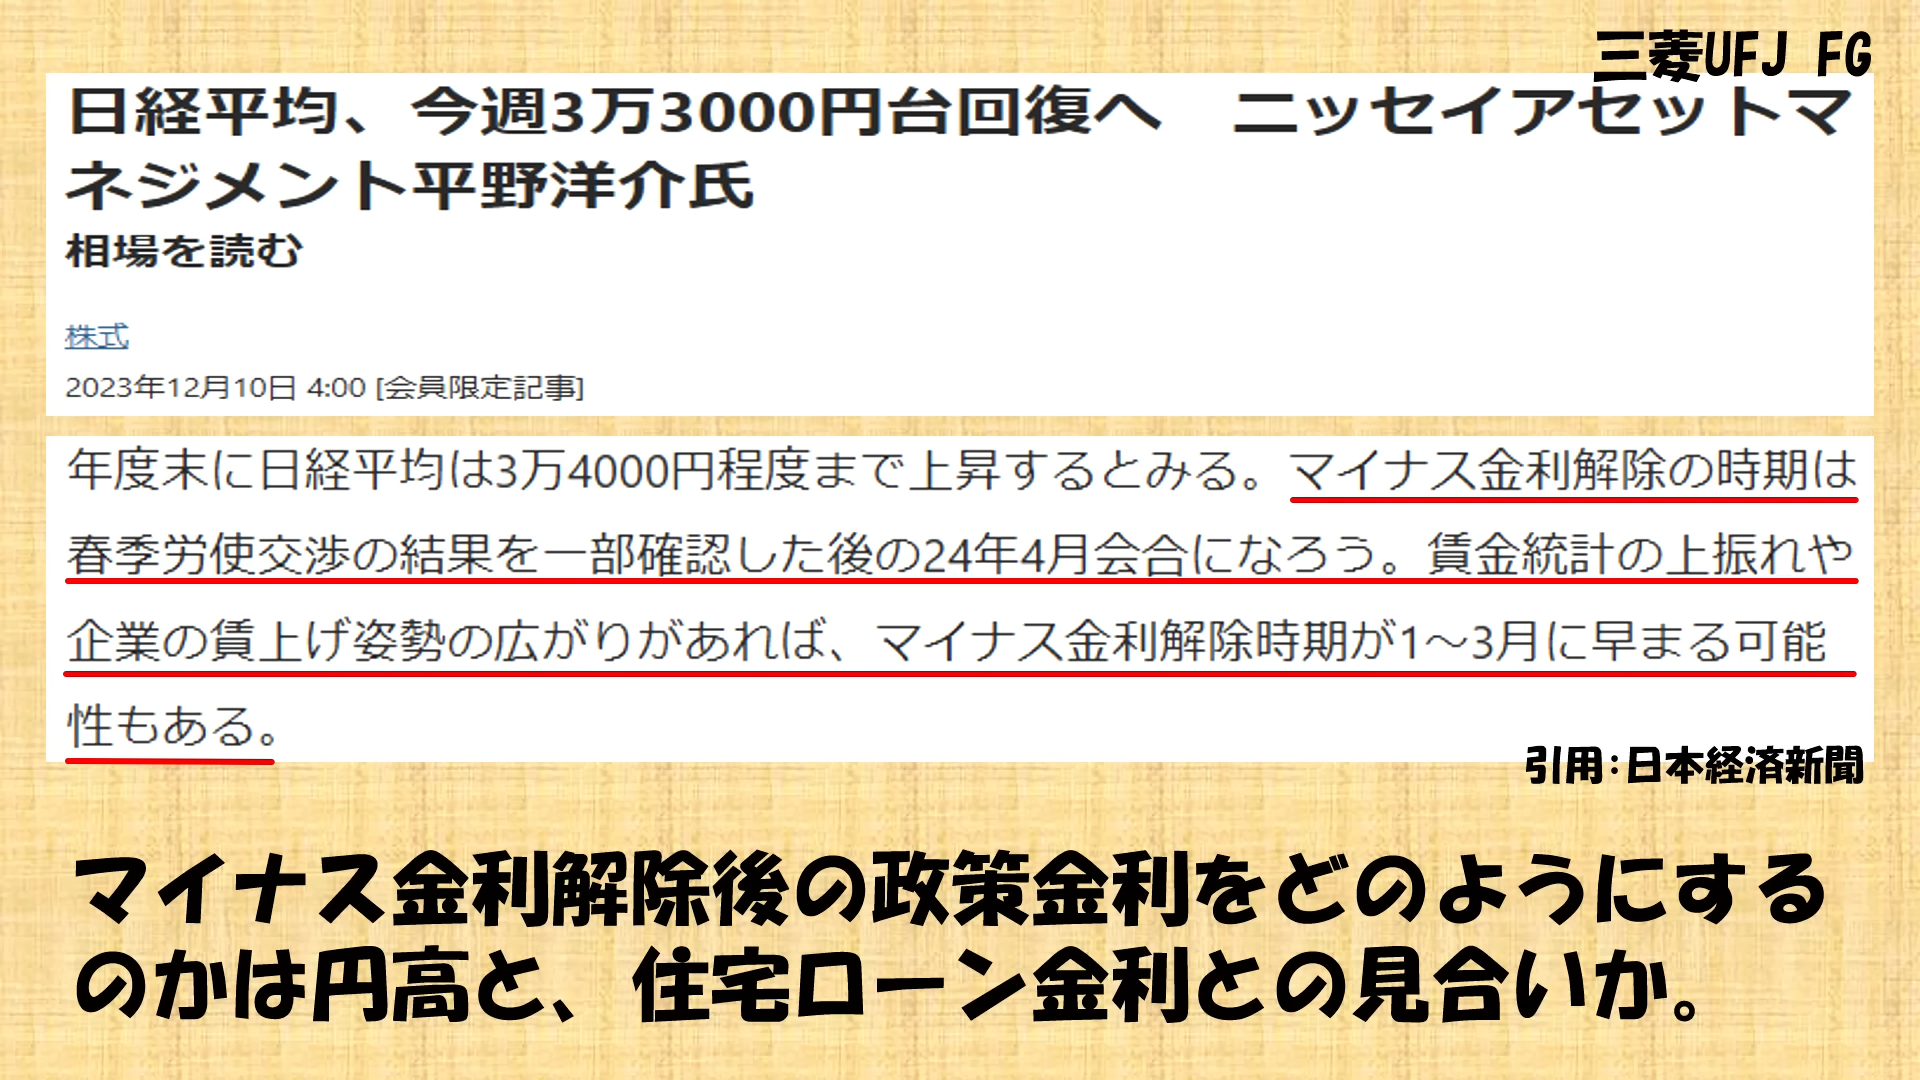 三菱UFJ FG
日経平均、今週3万3000円台回復へ　ニッセイアセットマ
ネジメント平野洋介氏
相場を読む
株式
2023年12月10日 4:00 [会員限定記事]
年度末に日経平均は3万4000円程度まで上昇するとみる。マイナス金利解除の時期は
春季労使交渉の結果を一部確認した後の24年4月会合になろう。賃金統計の上振れや
企業の賃上げ姿勢の広がりがあれば、マイナス金利解除時期が1～3月に早まる可能
性もある。
引用：日本経済新聞
マイナス金利解除後の政策金利をどのようにする
のかは円高と、住宅ローン金利との見合いか。